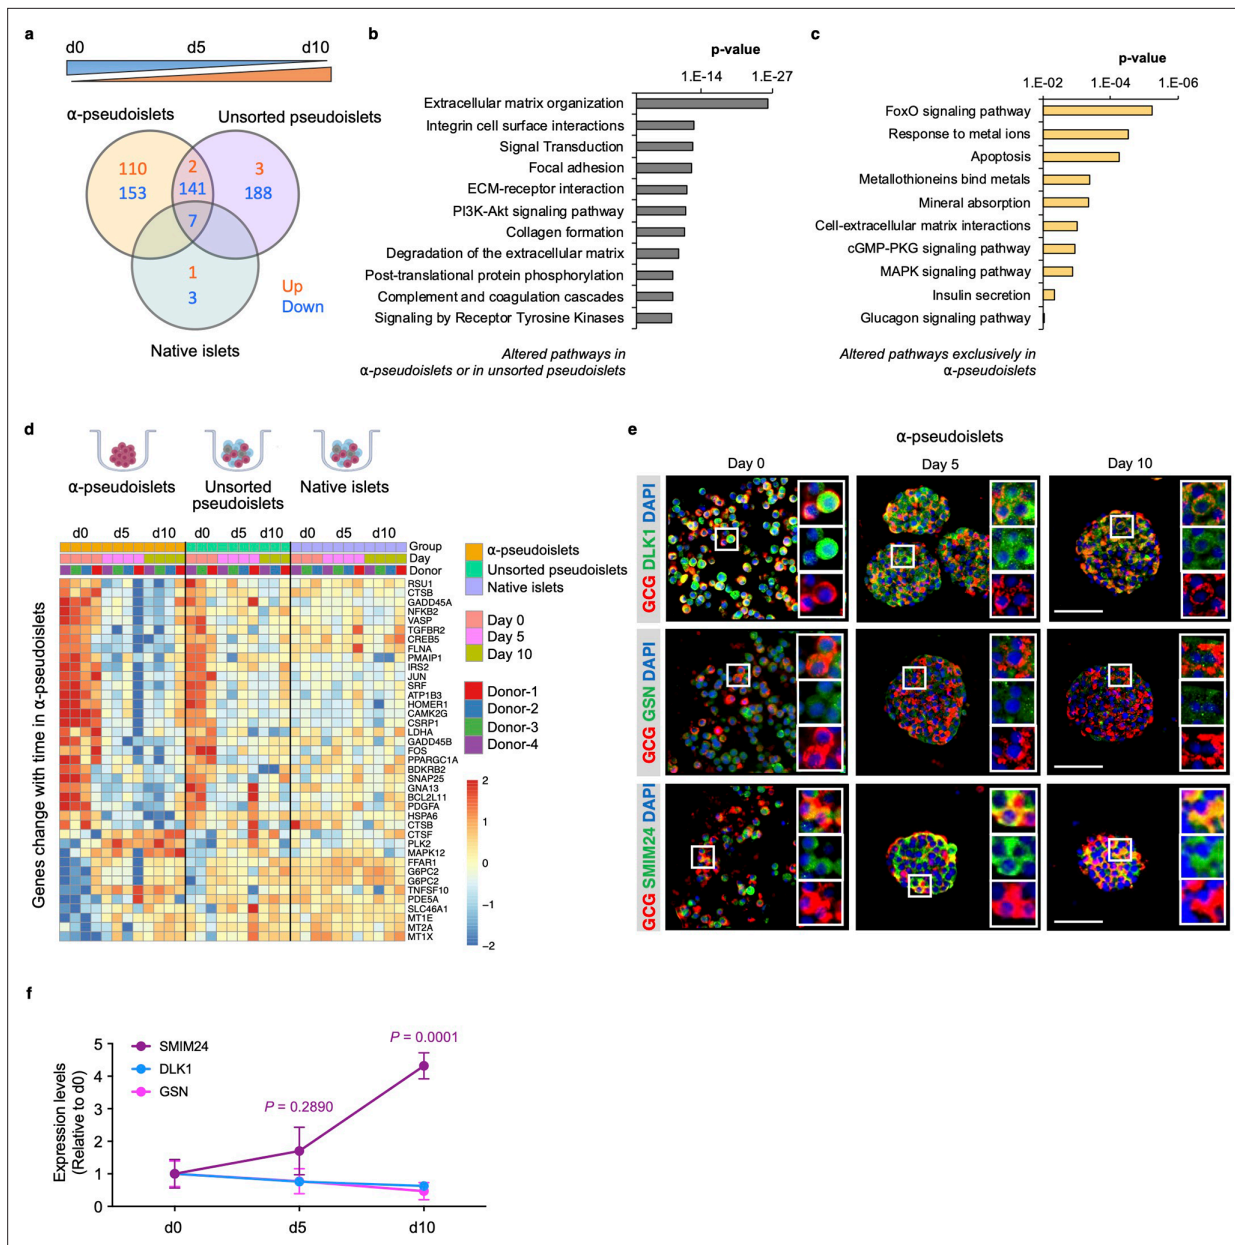 a
d0 d5 d10
α-pseudoislets
Unsorted pseudoislets
110
153
2
141
7
3
188
1
3
Up
Down
Native islets
b
p-value
1.E-14 1.E-27
Extracellular matrix organization
Integrin cell surface interactions
Signal Transduction
Focal adhesion
ECM-receptor interaction
PI3K-Akt signaling pathway
Collagen formation
Degradation of the extracellular matrix
Post-translational protein phosphorylation
Complement and coagulation cascades
Signaling by Receptor Tyrosine Kinases
Altered pathways in
α-pseudoislets or in unsorted pseudoislets
c
p-value
1.E-02 1.E-04 1.E-06
FoxO signaling pathway
Response to metal ions
Apoptosis
Metallothioneins bind metals
Mineral absorption
Cell-extracellular matrix interactions
cGMP-PKG signaling pathway
MAPK signaling pathway
Insulin secretion
Glucagon signaling pathway
Altered pathways exclusively in
α-pseudoislets
d
α-pseudoislets
Unsorted
pseudoislets
Native islets
d0 d5 d10 d0 d5 d10 d0 d5 d10
Group
Day
Donor
Genes change with time in α-pseudoislets
RSU1
CTSB
GADD45A
NFKB2
VASP
TGFBR2
CREB5
FLNA
PMAIP1
IRS2
JUN
SRF
ATP1B3
HOMER1
CAMK2G
CSRP1
LDHA
GADD45B
FOS
PPARGC1A
BDKRB2
SNAP25
GNA13
BCL2L11
PDGFA
HSPA6
CTSB
CTSF
PLK2
MAPK12
FFAR1
G6PC2
G6PC2
TNFSF10
PDE5A
SLC46A1
MT1E
MT2A
MT1X
α-pseudoislets
Unsorted pseudoislets
Native islets
Day 0
Day 5
Day 10
Donor-1
Donor-2
Donor-3
Donor-4
2
1
0
−1
−2
e
α-pseudoislets
Day 0 Day 5 Day 10
GCG DLK1 DAPI
GCG GSN DAPI
GCG SMIM24 DAPI
f
Expression levels
(Relative to d0)
5
4
3
2
1
0
SMIM24
DLK1
GSN
P = 0.2890
P = 0.0001
d0 d5 d10